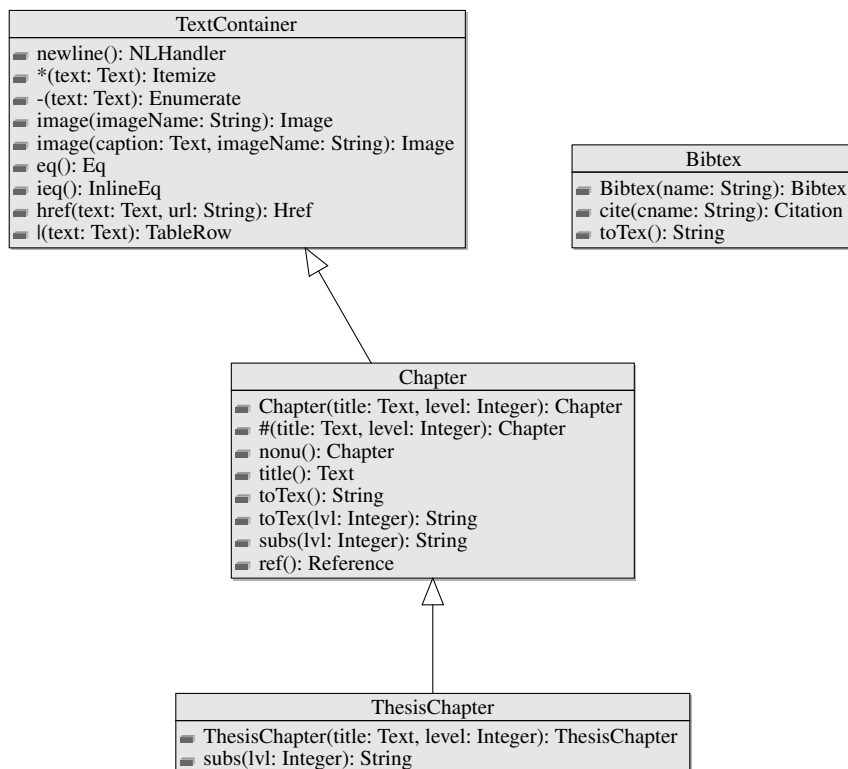 TextContainer
newline(): NLHandler
*(text: Text): Itemize
-(text: Text): Enumerate
image(imageName: String): Image
image(caption: Text, imageName: String): Image
eq(): Eq
ieq(): InlineEq
href(text: Text, url: String): Href
|(text: Text): TableRow
Bibtex
Bibtex(name: String): Bibtex
cite(cname: String): Citation
toTex(): String
Chapter
Chapter(title: Text, level: Integer): Chapter
#(title: Text, level: Integer): Chapter
nonu(): Chapter
title(): Text
toTex(): String
toTex(lvl: Integer): String
subs(lvl: Integer): String
ref(): Reference
ThesisChapter
ThesisChapter(title: Text, level: Integer): ThesisChapter
subs(lvl: Integer): String